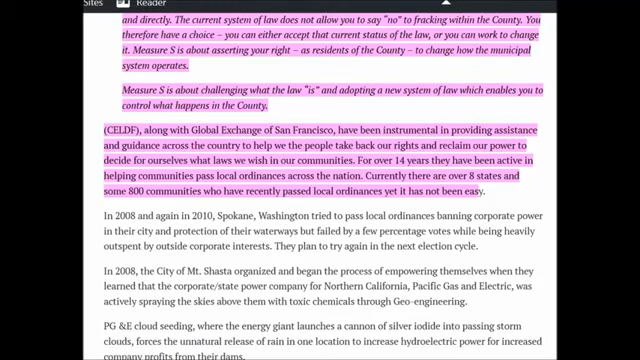 Sites Reader
and directly. The current system of law does not allow you to say “no” to fracking within the County. You
therefore have a choice – you can either accept that current status of the law, or you can work to change
it. Measure S is about asserting your right – as residents of the County – to change how the municipal
system operates.
Measure S is about challenging what the law “is” and adopting a new system of law which enables you to
control what happens in the County.
(CELDF), along with Global Exchange of San Francisco, have been instrumental in providing assistance
and guidance across the country to help we the people take back our rights and reclaim our power to
decide for ourselves what laws we wish in our communities. For over 14 years they have been active in
helping communities pass local ordinances across the nation. Currently there are over 8 states and
some 800 communities who have recently passed local ordinances yet it has not been easy.
In 2008 and again in 2010, Spokane, Washington tried to pass local ordinances banning corporate power
in their city and protection of their waterways but failed by a few percentage votes while being heavily
outspent by outside corporate interests. They plan to try again in the next election cycle.
In 2008, the City of Mt. Shasta organized and began the process of empowering themselves when they
learned that the corporate/state power company for Northern California, Pacific Gas and Electric, was
actively spraying the skies above them with toxic chemicals through Geo-engineering.
PG &E cloud seeding, where the energy giant launches a cannon of silver iodide into passing storm
clouds, forces the unnatural release of rain in one location to increase hydroelectric power for increased
company profits from their dams.